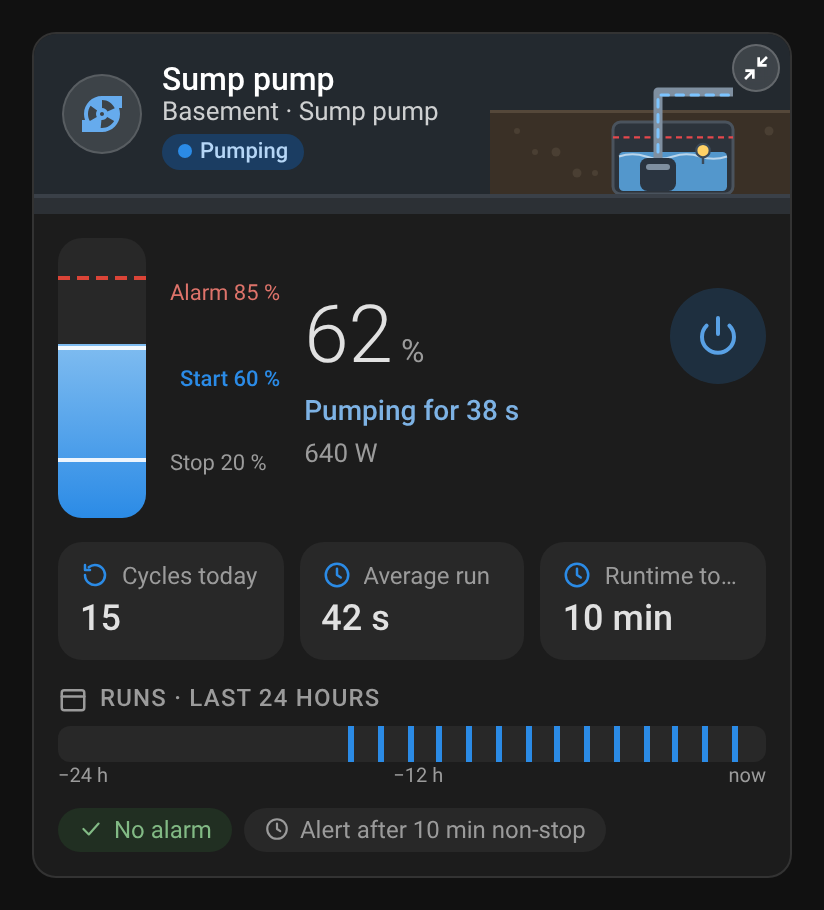 Sump pump
Basement · Sump pump
Pumping
Alarm 85 %
Start 60 %
Stop 20 %
62 %
Pumping for 38 s
640 W
Cycles today
15
Average run
42 s
Runtime to…
10 min
RUNS · LAST 24 HOURS
−24 h
−12 h
now
No alarm
Alert after 10 min non-stop